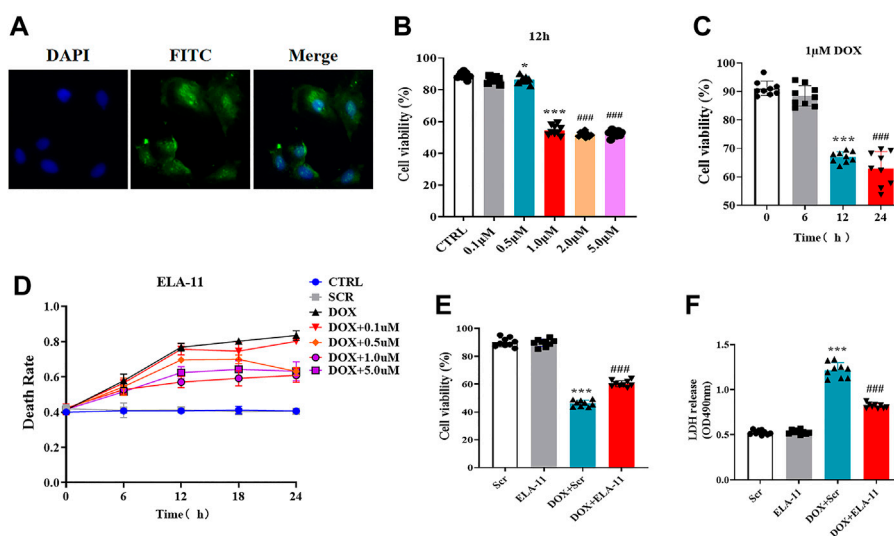 A
DAPI
FITC
Merge
B
12h
Cell viability (%)
100
80
60
40
20
0
*
***
###
###
CTRL
0.1μM
0.5μM
1.0μM
2.0μM
5.0μM
C
1μM DOX
Cell viability (%)
100
90
80
70
60
50
***
###
0
6
12
24
Time( h)
D
ELA-11
Death Rate
1.0
0.8
0.6
0.4
0.2
0.0
0
6
12
18
24
Time( h)
CTRL
SCR
DOX
DOX+0.1uM
DOX+0.5uM
DOX+1.0uM
DOX+5.0uM
E
Cell viability (%)
100
80
60
40
20
0
***
###
Scr
ELA-11
DOX+Scr
DOX+ELA-11
F
LDH release
(OD490nm)
1.5
1.0
0.5
0.0
***
###
Scr
ELA-11
DOX+Scr
DOX+ELA-11